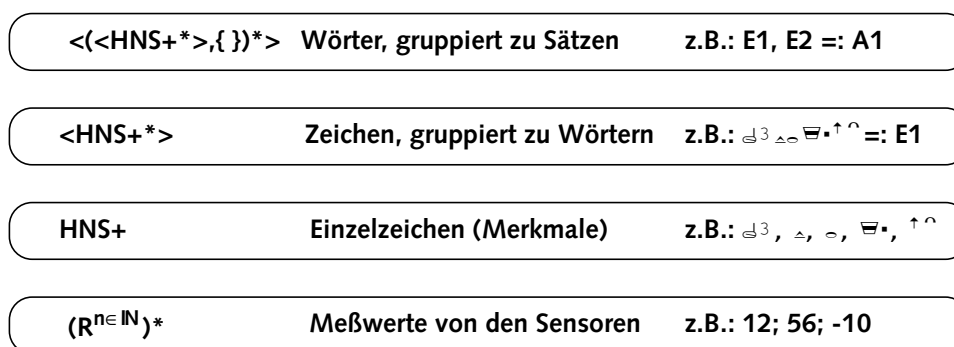 <(<HNS+*>,{ })*> Wörter, gruppiert zu Sätzen z.B.: E1, E2 =: A1
<HNS+*> Zeichen, gruppiert zu Wörtern z.B.: =: E1
HNS+ Einzelzeichen (Merkmale) z.B.:
(Rⁿ∈ℕ)* Meßwerte von den Sensoren z.B.: 12; 56; -10